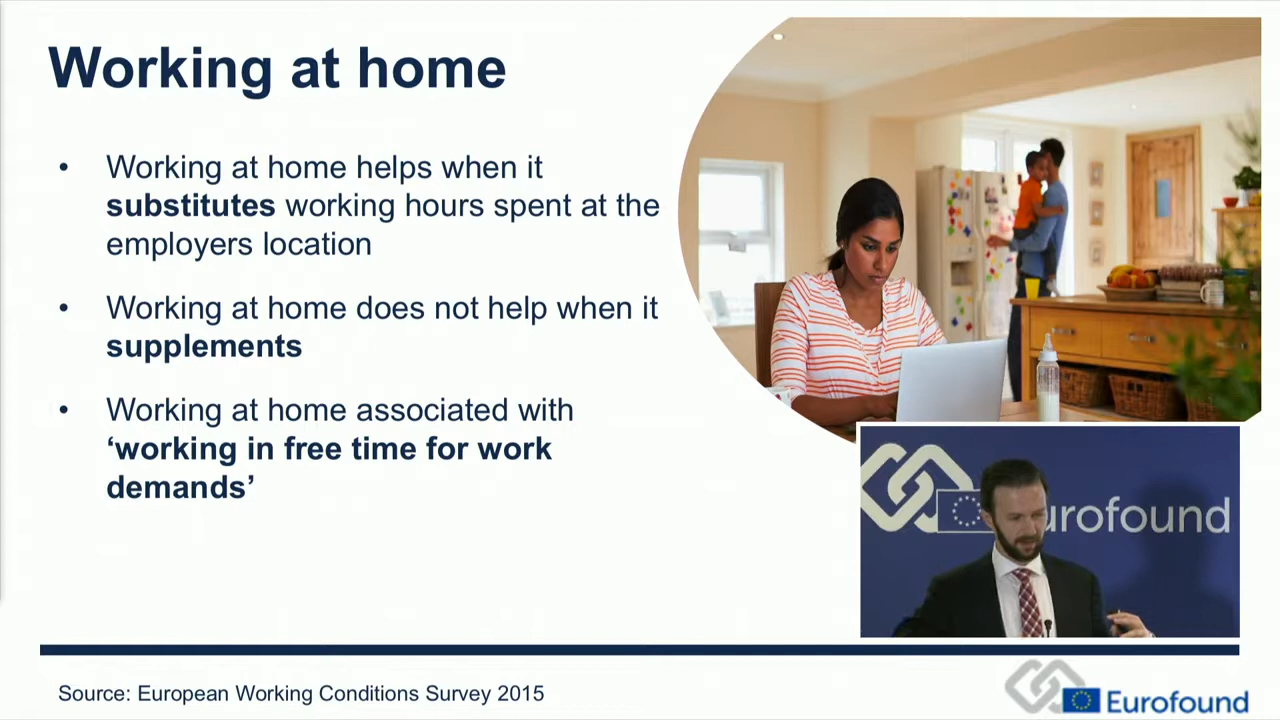 Working at home
• Working at home helps when it
substitutes working hours spent at the
employers location
• Working at home does not help when it
supplements
• Working at home associated with
‘working in free time for work
demands’
urofound
Source: European Working Conditions Survey 2015
Eurofound